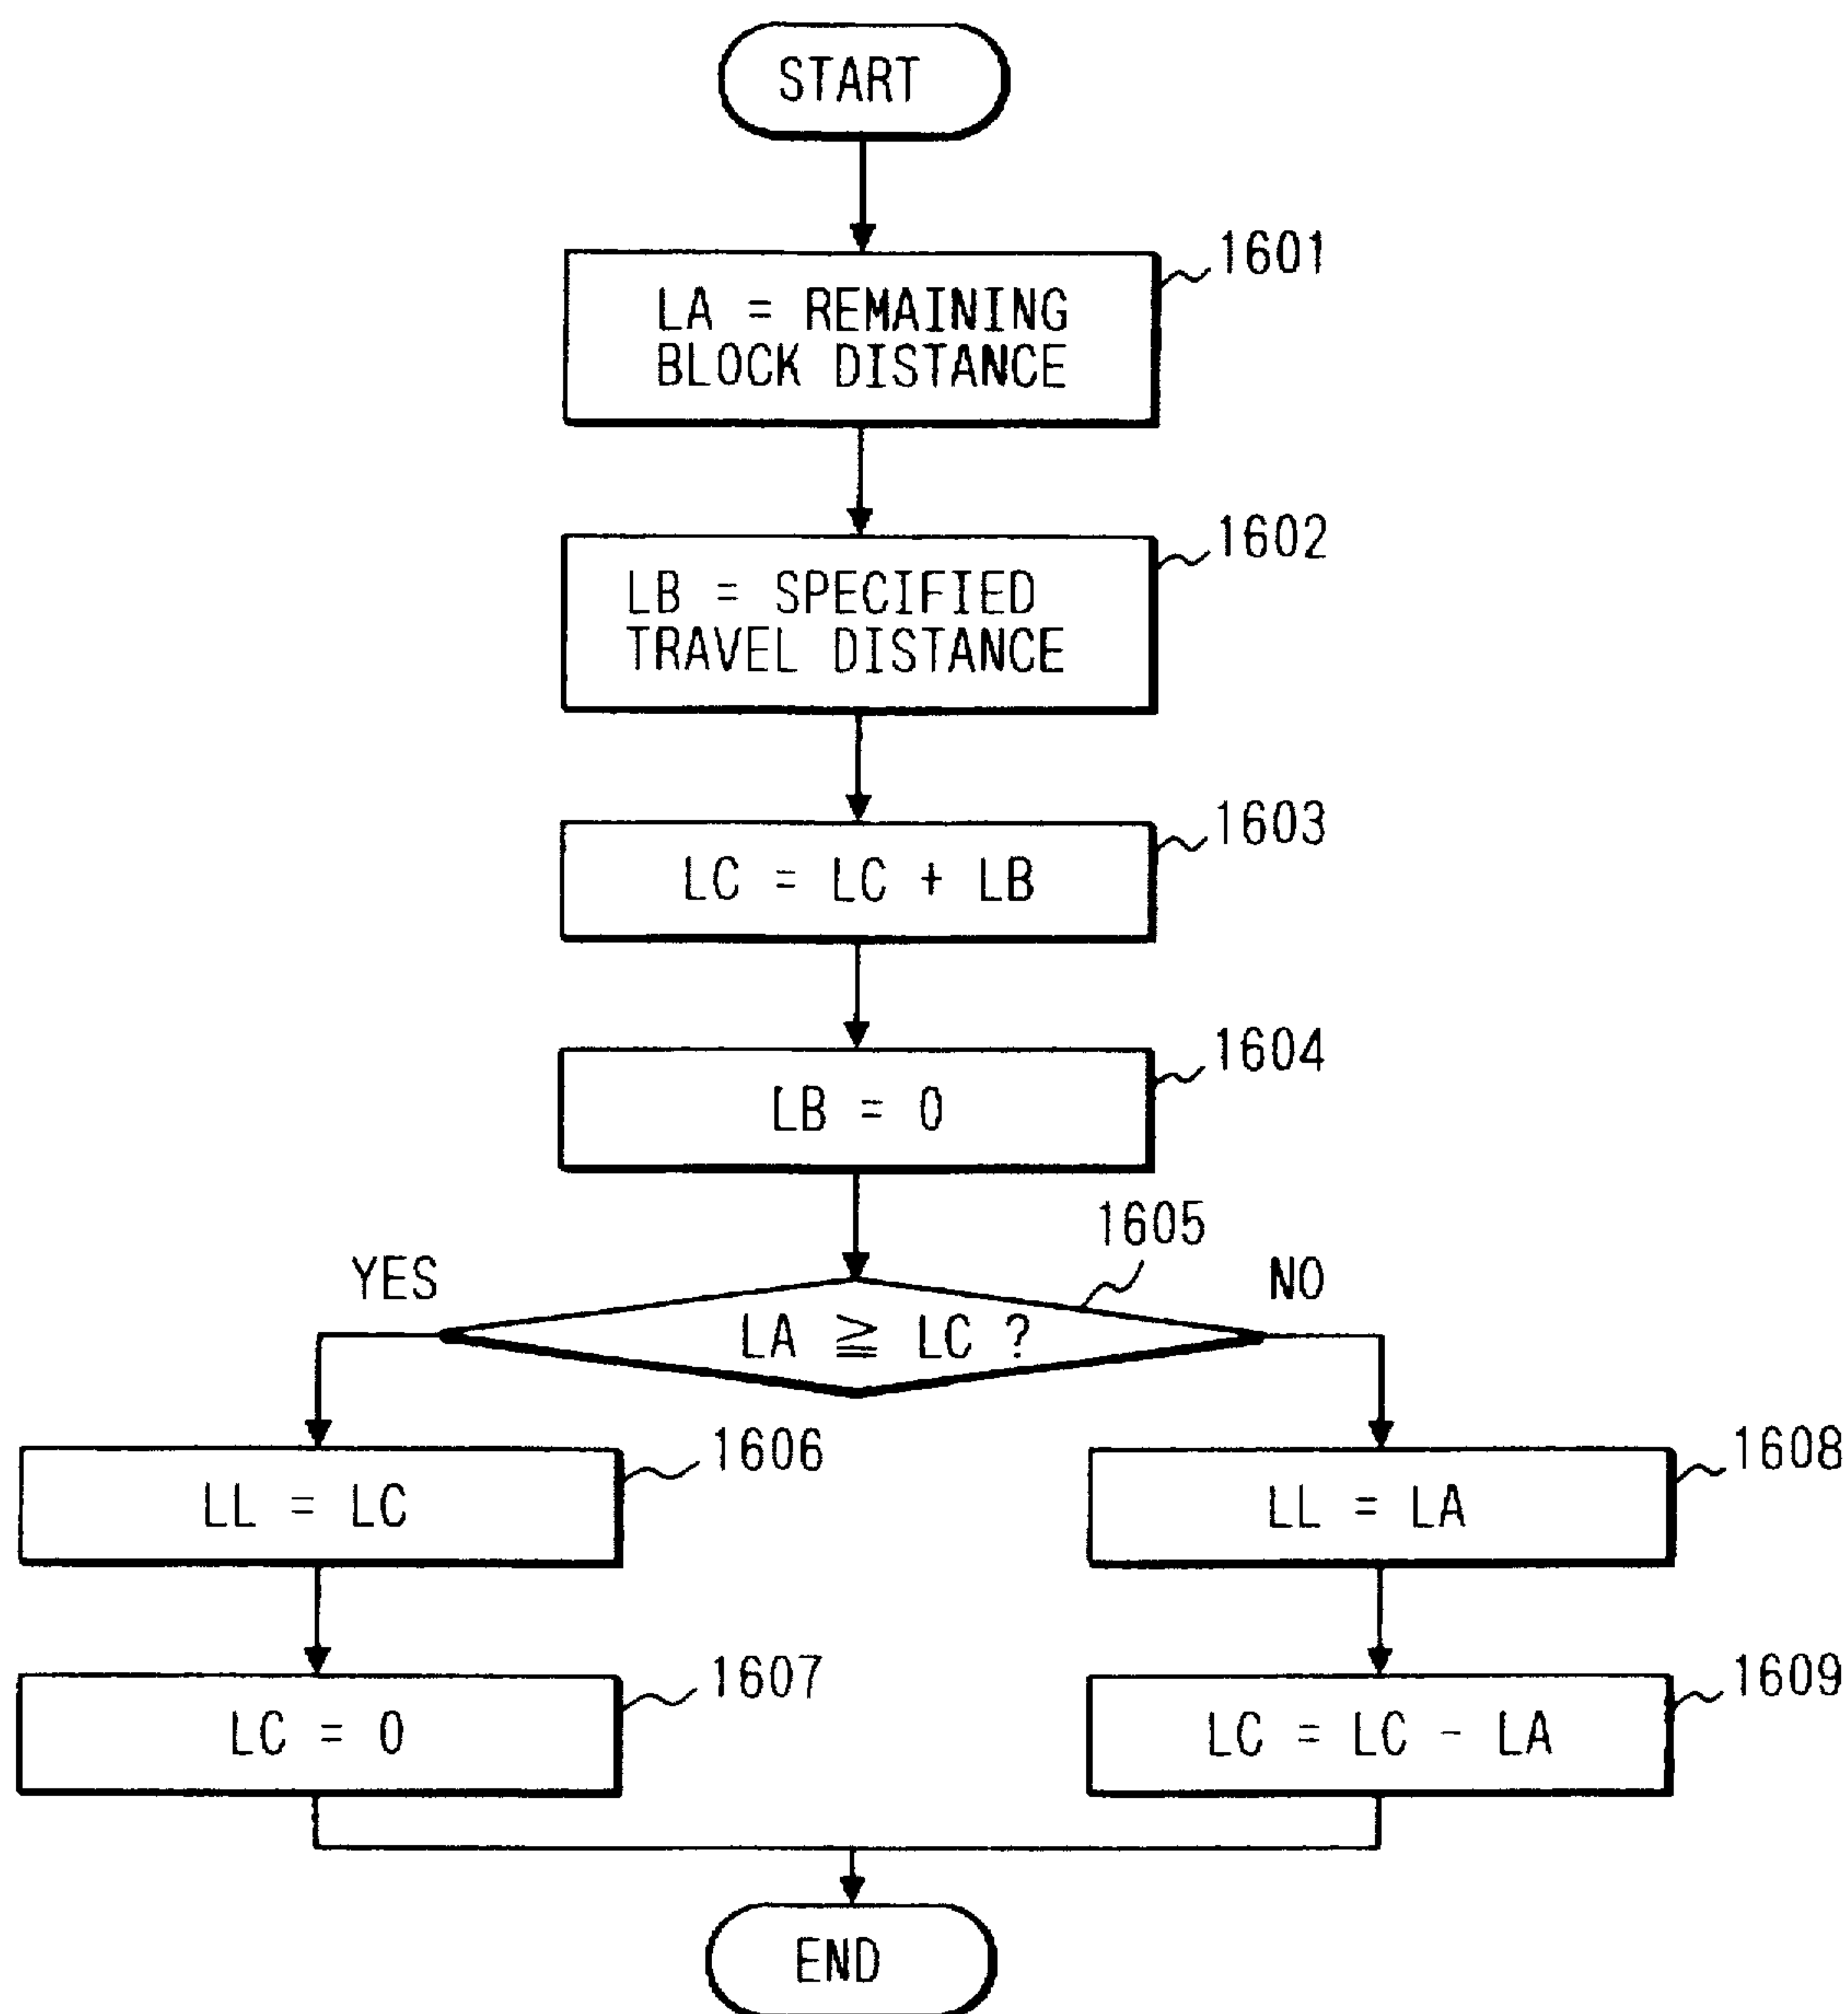 START
1601
LA = REMAINING
BLOCK DISTANCE
1602
LB = SPECIFIED
TRAVEL DISTANCE
1603
LC = LC + LB
1604
LB = 0
1605
YES
NO
LA ≧ LC ?
1606
LL = LC
1608
LL = LA
1607
LC = 0
1609
LC = LC - LA
END